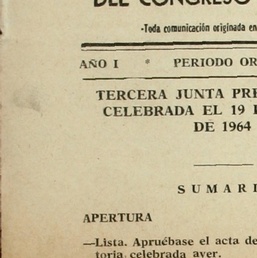 DEL CONGRESO
-Toda comunicación originada en
AÑO I * PERIODO OR
TERCERA JUNTA PRE
CELEBRADA EL 19 D
DE 1964
SUMARI
APERTURA
—Lista. Apruébase el acta de
toria celebrada ayer.